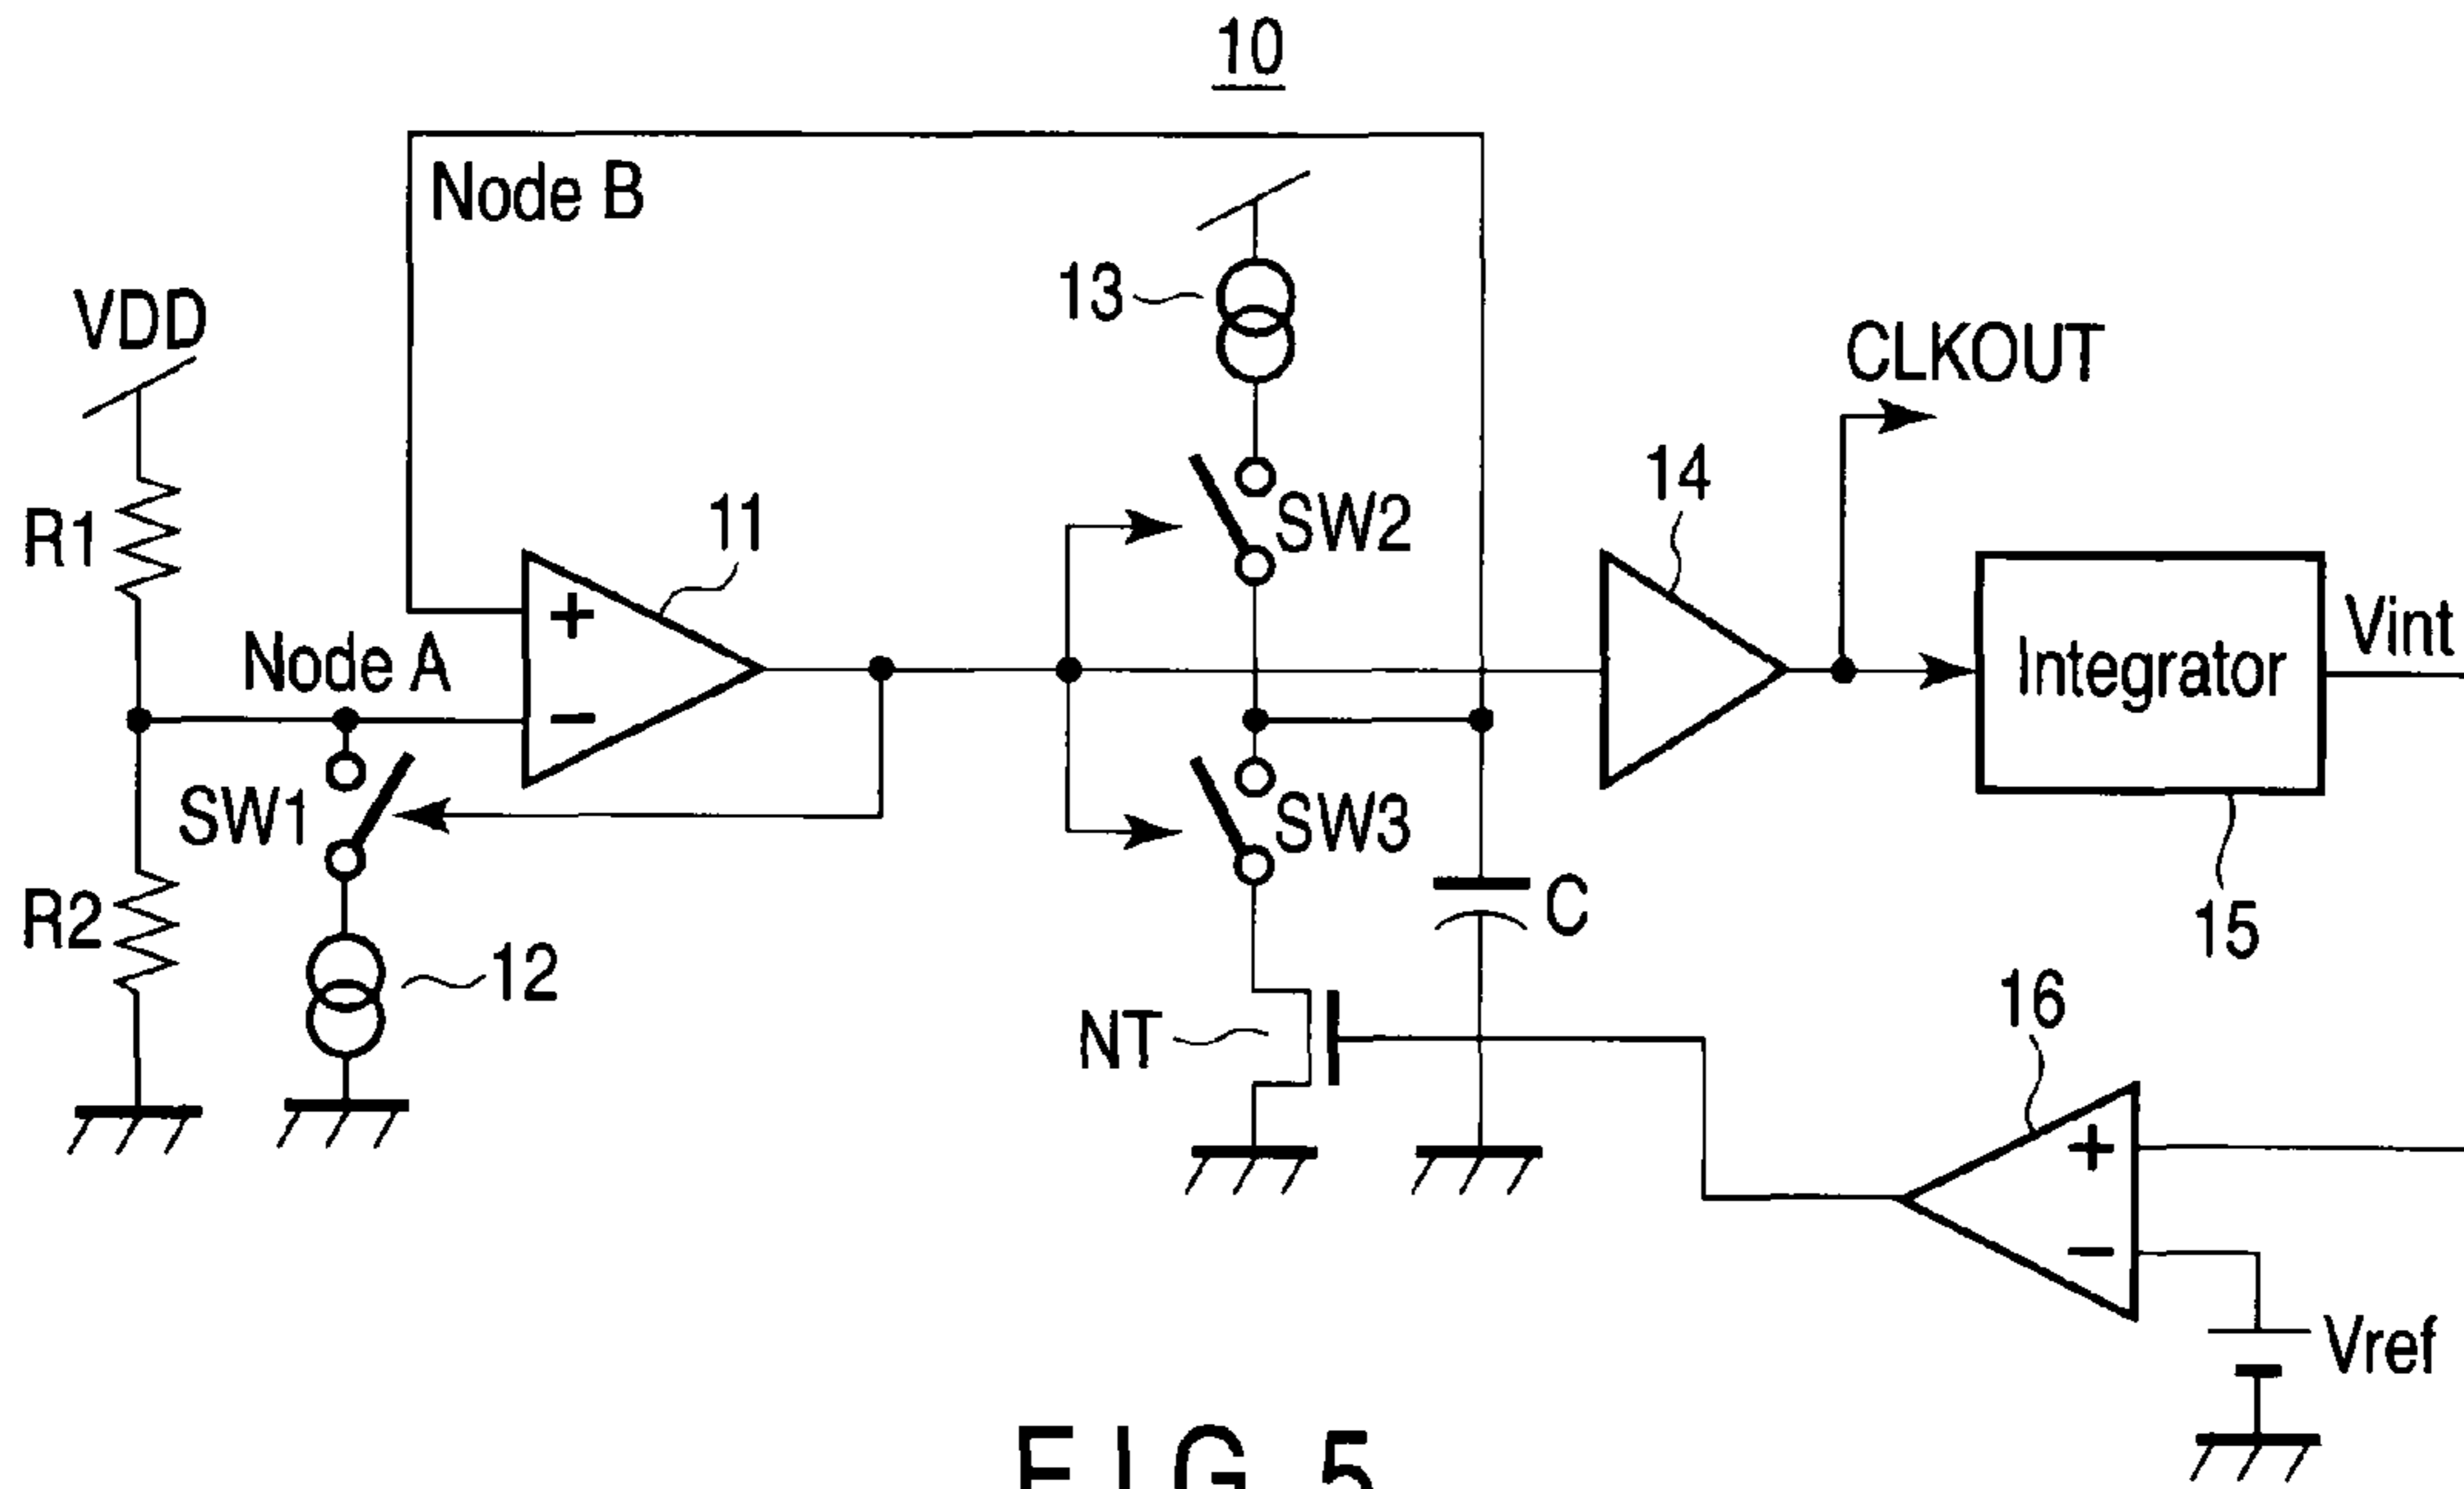 10
Node B
VDD
13
CLKOUT
R1
11
SW2
14
+
Node A
−
Integrator
Vint
SW1
SW3
R2
12
C
15
NT
16
+
−
Vref
FIG. 5